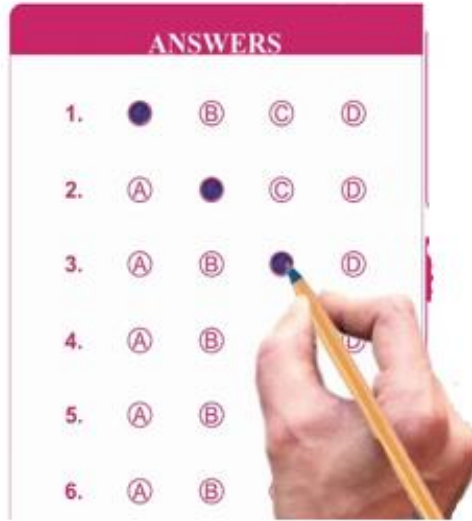 ANSWERS
1. Ⓑ Ⓒ Ⓓ
2. Ⓐ Ⓒ Ⓓ
3. Ⓐ Ⓑ Ⓓ
4. Ⓐ Ⓑ Ⓓ
5. Ⓐ Ⓑ
6. Ⓐ Ⓑ